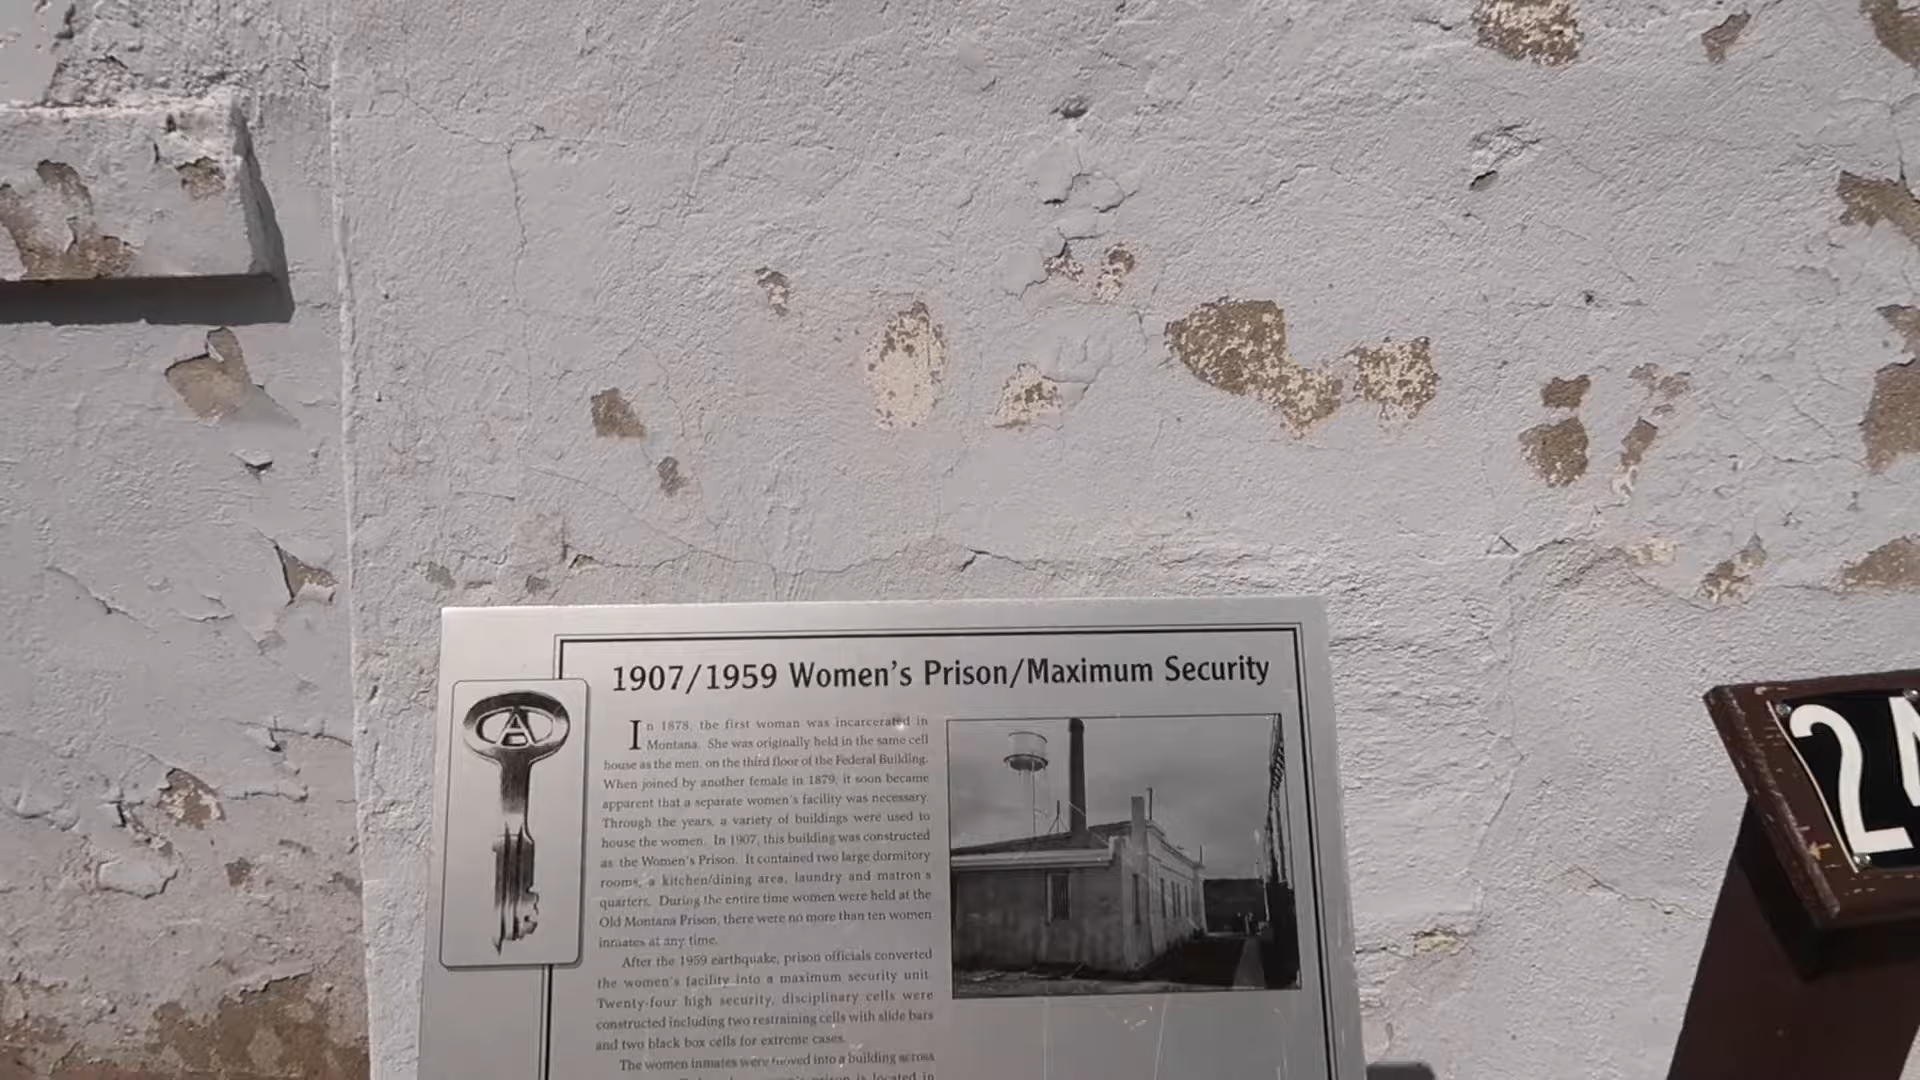 1907/1959 Women's Prison/Maximum Security
A
In 1878, the first woman was incarcerated in
Montana. She was originally held in the same cell
house as the men, on the third floor of the Federal Building.
When joined by another female in 1879, it soon became
apparent that a separate women's facility was necessary.
Through the years, a variety of buildings were used to
house the women. In 1907, this building was constructed
as the Women's Prison. It contained two large dormitory
rooms, a kitchen/dining area, laundry and matron's
quarters. During the entire time women were held at the
Old Montana Prison, there were no more than ten women
inmates at any time.
After the 1959 earthquake, prison officials converted
the women's facility into a maximum security unit.
Twenty-four high security, disciplinary cells were
constructed including two restraining cells with slide bars
and two black box cells for extreme cases.
The women inmates were moved into a building across
prison is located in
2